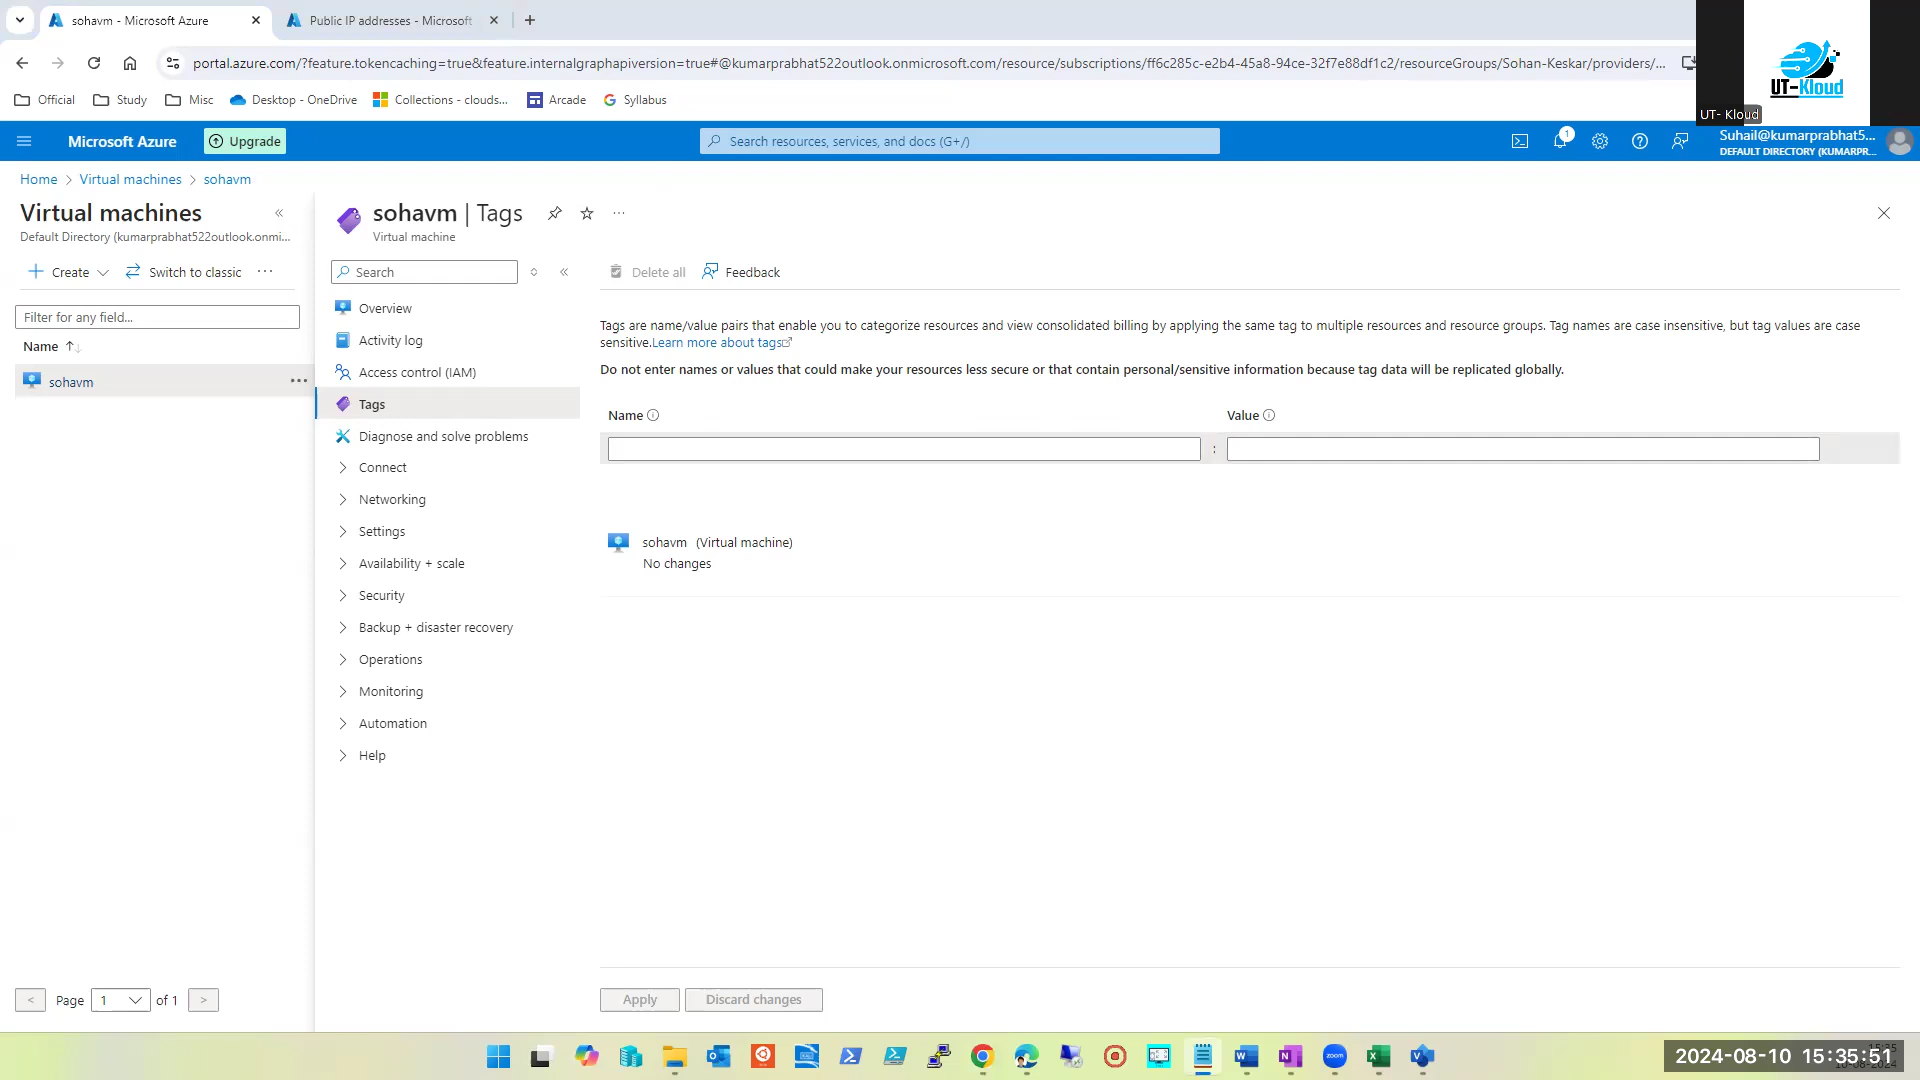 sohavm - Microsoft Azure
Public IP addresses - Microsoft
portal.azure.com/?feature.tokencaching=true&feature.internalgraphapiversion=true#@kumarprabhat522outlook.onmicrosoft.com/resource/subscriptions/ff6c285c-e2b4-45a8-94ce-32f7e88df1c2/resourceGroups/Sohan-Keskar/providers/...
Official
Study
Misc
Desktop - OneDrive
Collections - clouds...
Arcade
Syllabus
UT-Kloud
UT- Kloud
Microsoft Azure
Upgrade
Search resources, services, and docs (G+/)
1
Suhail@kumarprabhat5...
DEFAULT DIRECTORY (KUMARPR...
Home > Virtual machines > sohavm
Virtual machines
Default Directory (kumarprabhat522outlook.onmi...
Create
Switch to classic
Filter for any field...
Name
sohavm
Page 1 of 1
sohavm | Tags
Virtual machine
Search
Overview
Activity log
Access control (IAM)
Tags
Diagnose and solve problems
Connect
Networking
Settings
Availability + scale
Security
Backup + disaster recovery
Operations
Monitoring
Automation
Help
Delete all
Feedback
Tags are name/value pairs that enable you to categorize resources and view consolidated billing by applying the same tag to multiple resources and resource groups. Tag names are case insensitive, but tag values are case
sensitive.Learn more about tags
Do not enter names or values that could make your resources less secure or that contain personal/sensitive information because tag data will be replicated globally.
Name
Value
:
sohavm (Virtual machine)
No changes
Apply
Discard changes
zoom
2024-08-10 15:35:51